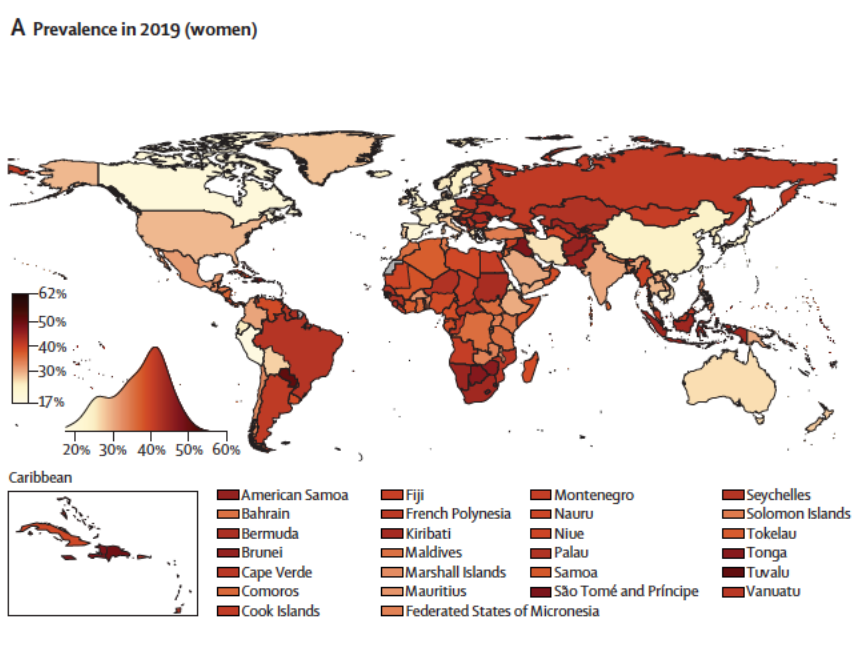 A Prevalence in 2019 (women)
62%
50%
40%
30%
17%
20% 30% 40% 50% 60%
Caribbean
American Samoa
Bahrain
Bermuda
Brunei
Cape Verde
Comoros
Cook Islands
Fiji
French Polynesia
Kiribati
Maldives
Marshall Islands
Mauritius
Federated States of Micronesia
Montenegro
Nauru
Niue
Palau
Samoa
São Tomé and Príncipe
Seychelles
Solomon Islands
Tokelau
Tonga
Tuvalu
Vanuatu